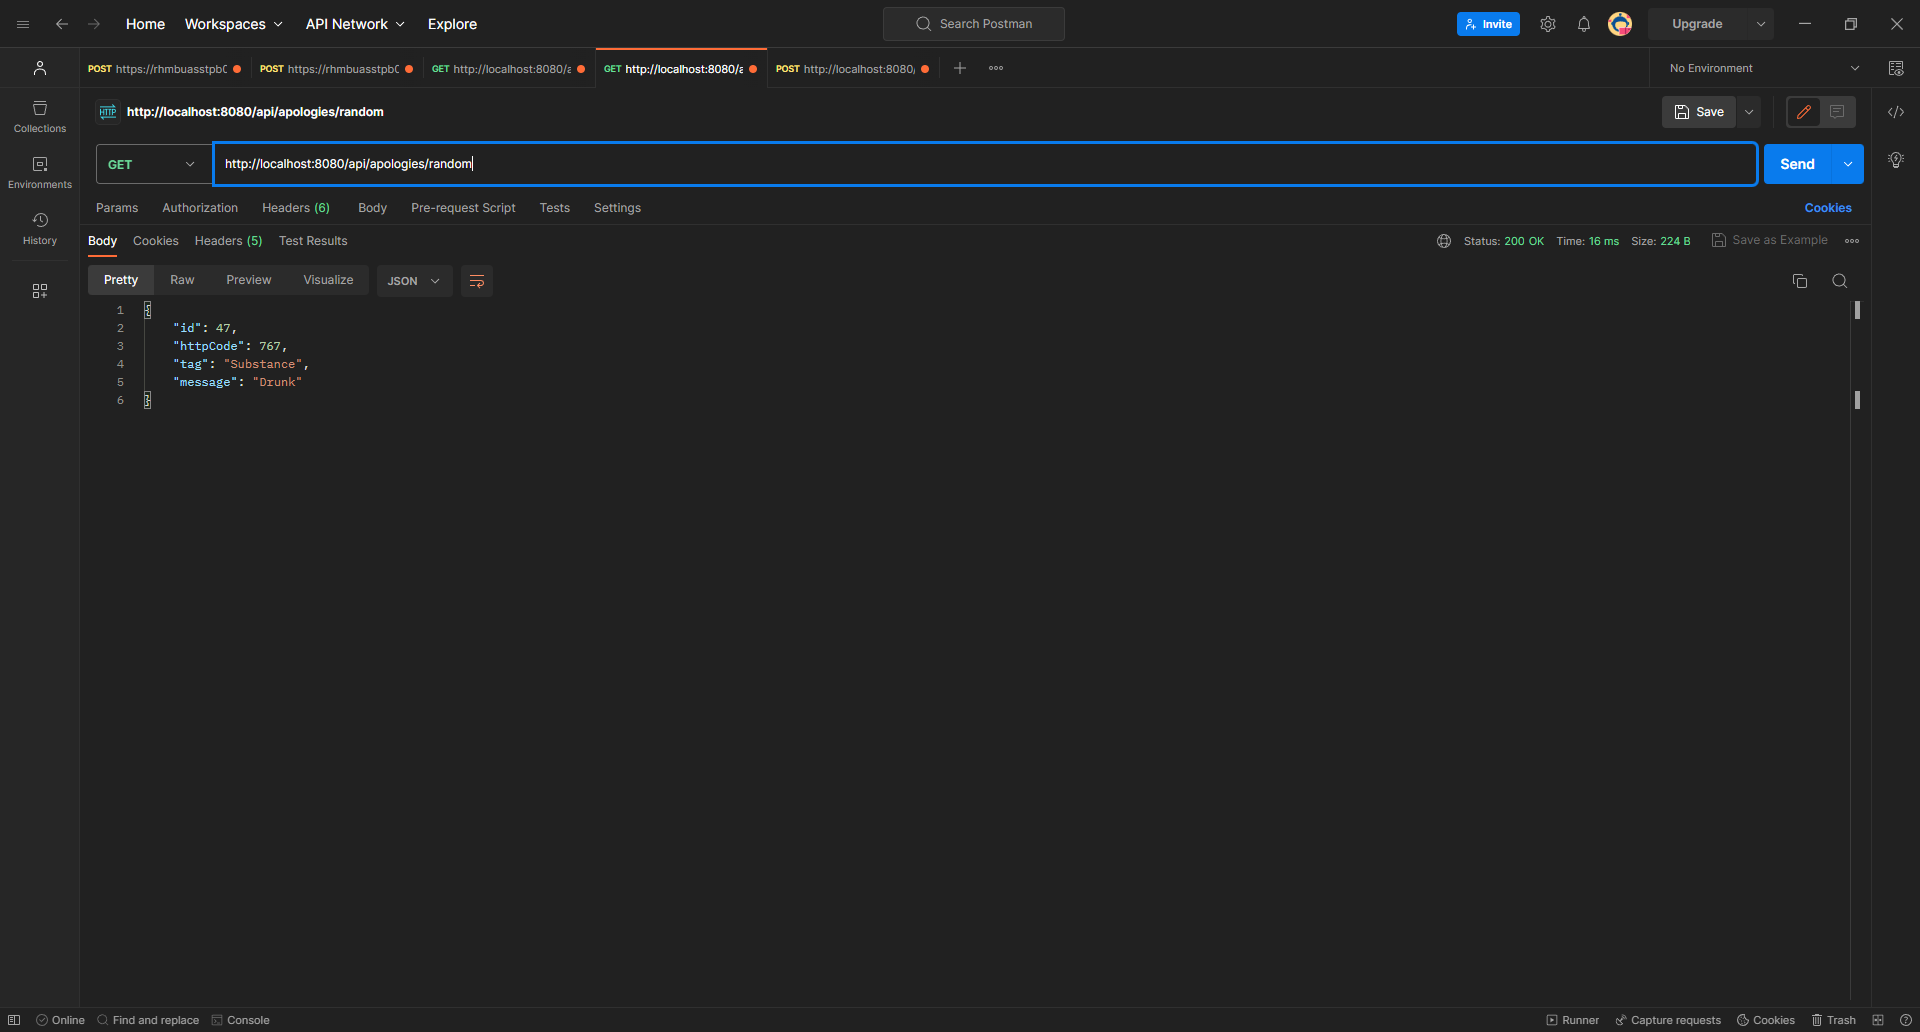 Home Workspaces API Network Explore Search Postman Invite Upgrade
POST https://rhmbuasstpb POST https://rhmbuasstpb GET http://localhost:8080/a GET http://localhost:8080/a POST http://localhost:8080/ No Environment
HTTP http://localhost:8080/api/apologies/random Save
Collections
GET http://localhost:8080/api/apologies/random Send
Environments
Params Authorization Headers (6) Body Pre-request Script Tests Settings Cookies
History
Body Cookies Headers (5) Test Results Status: 200 OK Time: 16 ms Size: 224 B Save as Example
Pretty Raw Preview Visualize JSON
1 {
2 "id": 47,
3 "httpCode": 767,
4 "tag": "Substance",
5 "message": "Drunk"
6 }
Online Find and replace Console Runner Capture requests Cookies Trash